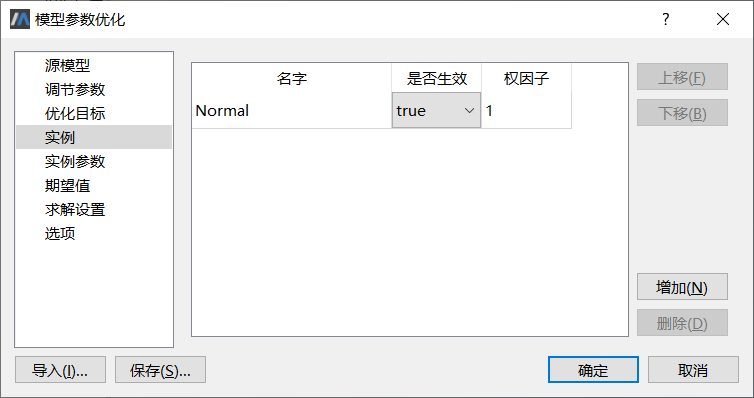 模型参数优化
?
源模型
调节参数
优化目标
实例
实例参数
期望值
求解设置
选项
名字 是否生效 权因子
Normal true 1
上移(F)
下移(B)
增加(N)
删除(D)
导入(I)... 保存(S)... 确定 取消